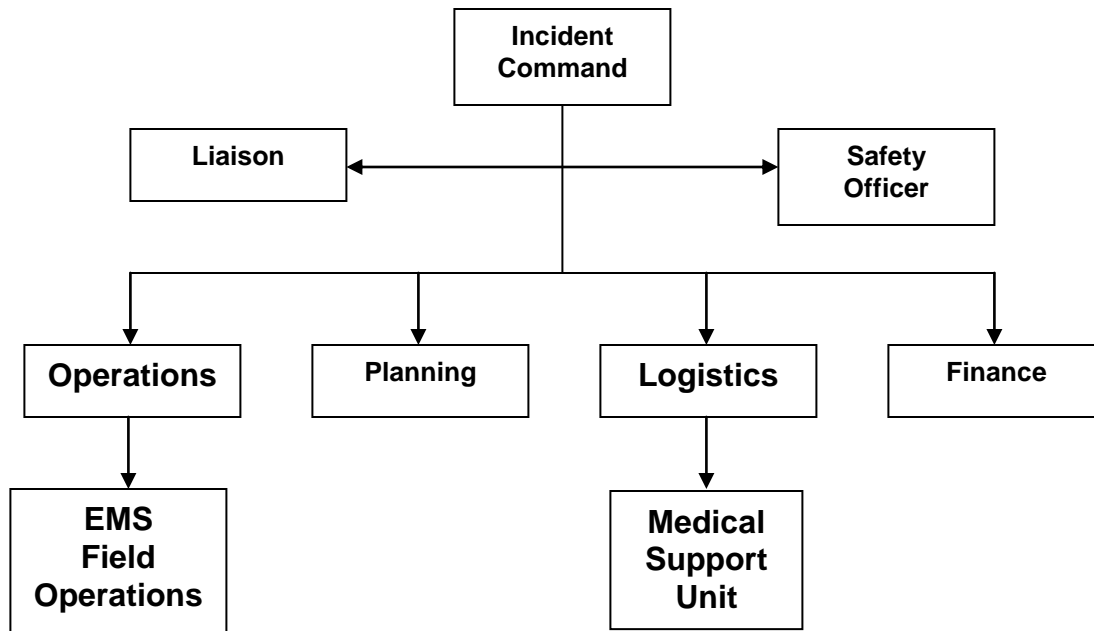 Incident
Command
Liaison
Safety
Officer
Operations
Planning
Logistics
Finance
EMS
Field
Operations
Medical
Support
Unit